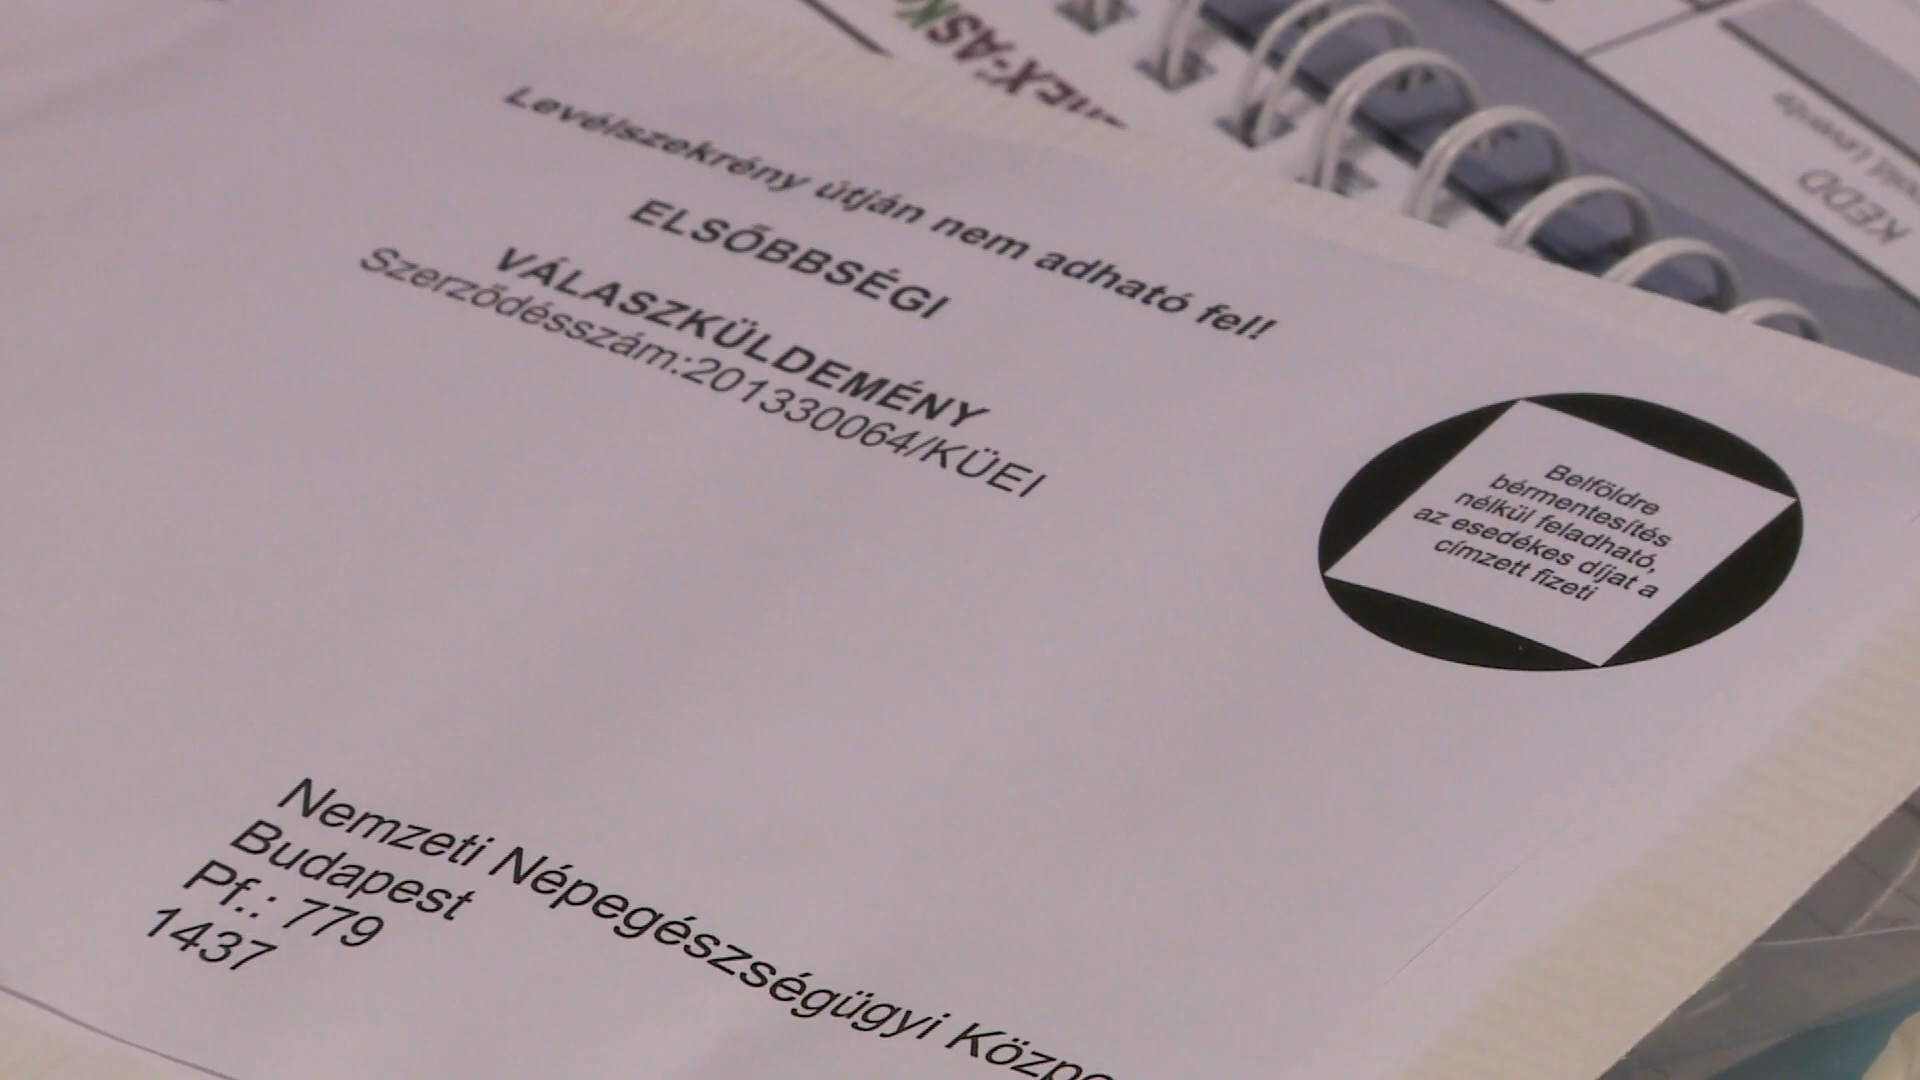 Levélszekrény útján nem adható fel!
ELSŐBBSÉGI
VÁLASZKÜLDEMÉNY
Szerződésszám:201330064/KÜEI
Belföldre
bérmentesítés
nélkül feladható,
az esedékes díjat a
címzett fizeti
Nemzeti Népegészségügyi Közpo
Budapest
Pf.: 779
1437
KEDD